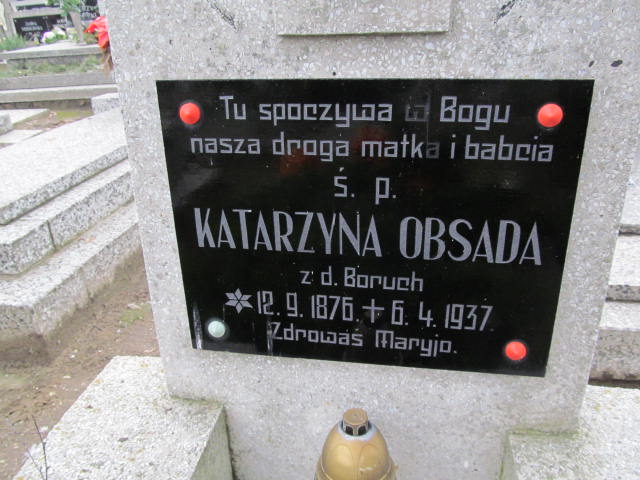 Tu spoczywa w Bogu
nasza droga matka i babcia
ś. p.
KATARZYNA OBSADA
z d. Boruch
12. 9. 1876. + 6. 4. 1937.
Zdrowaś Maryjo.